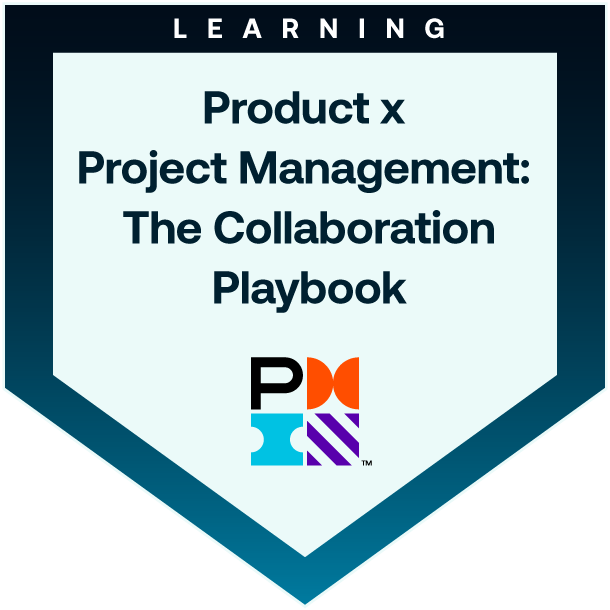 LEARNING
Product x
Project Management:
The Collaboration
Playbook
P
TM